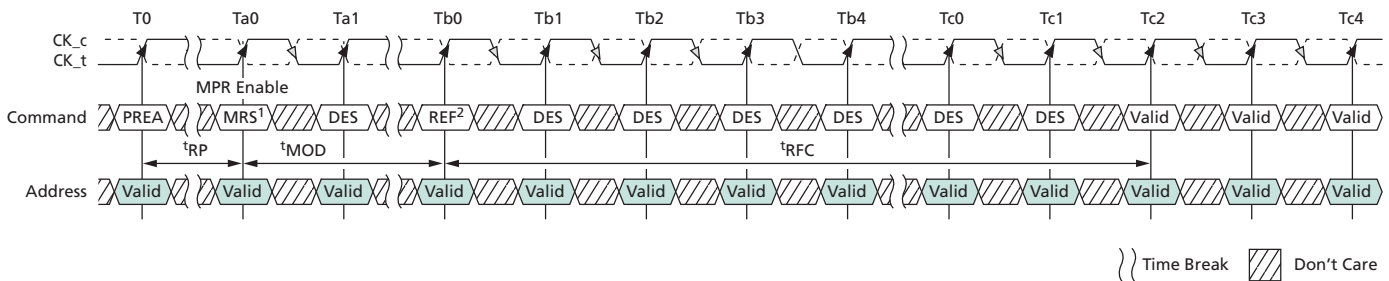 T0 Ta0 Ta1 Tb0 Tb1 Tb2 Tb3 Tb4 Tc0 Tc1 Tc2 Tc3 Tc4
CK_c
CK_t
MPR Enable
Command PREA MRS¹ DES REF² DES DES DES DES DES DES Valid Valid Valid
ᵗRP ᵗMOD ᵗRFC
Address Valid Valid Valid Valid Valid Valid Valid Valid Valid Valid Valid Valid Valid
Time Break Don't Care